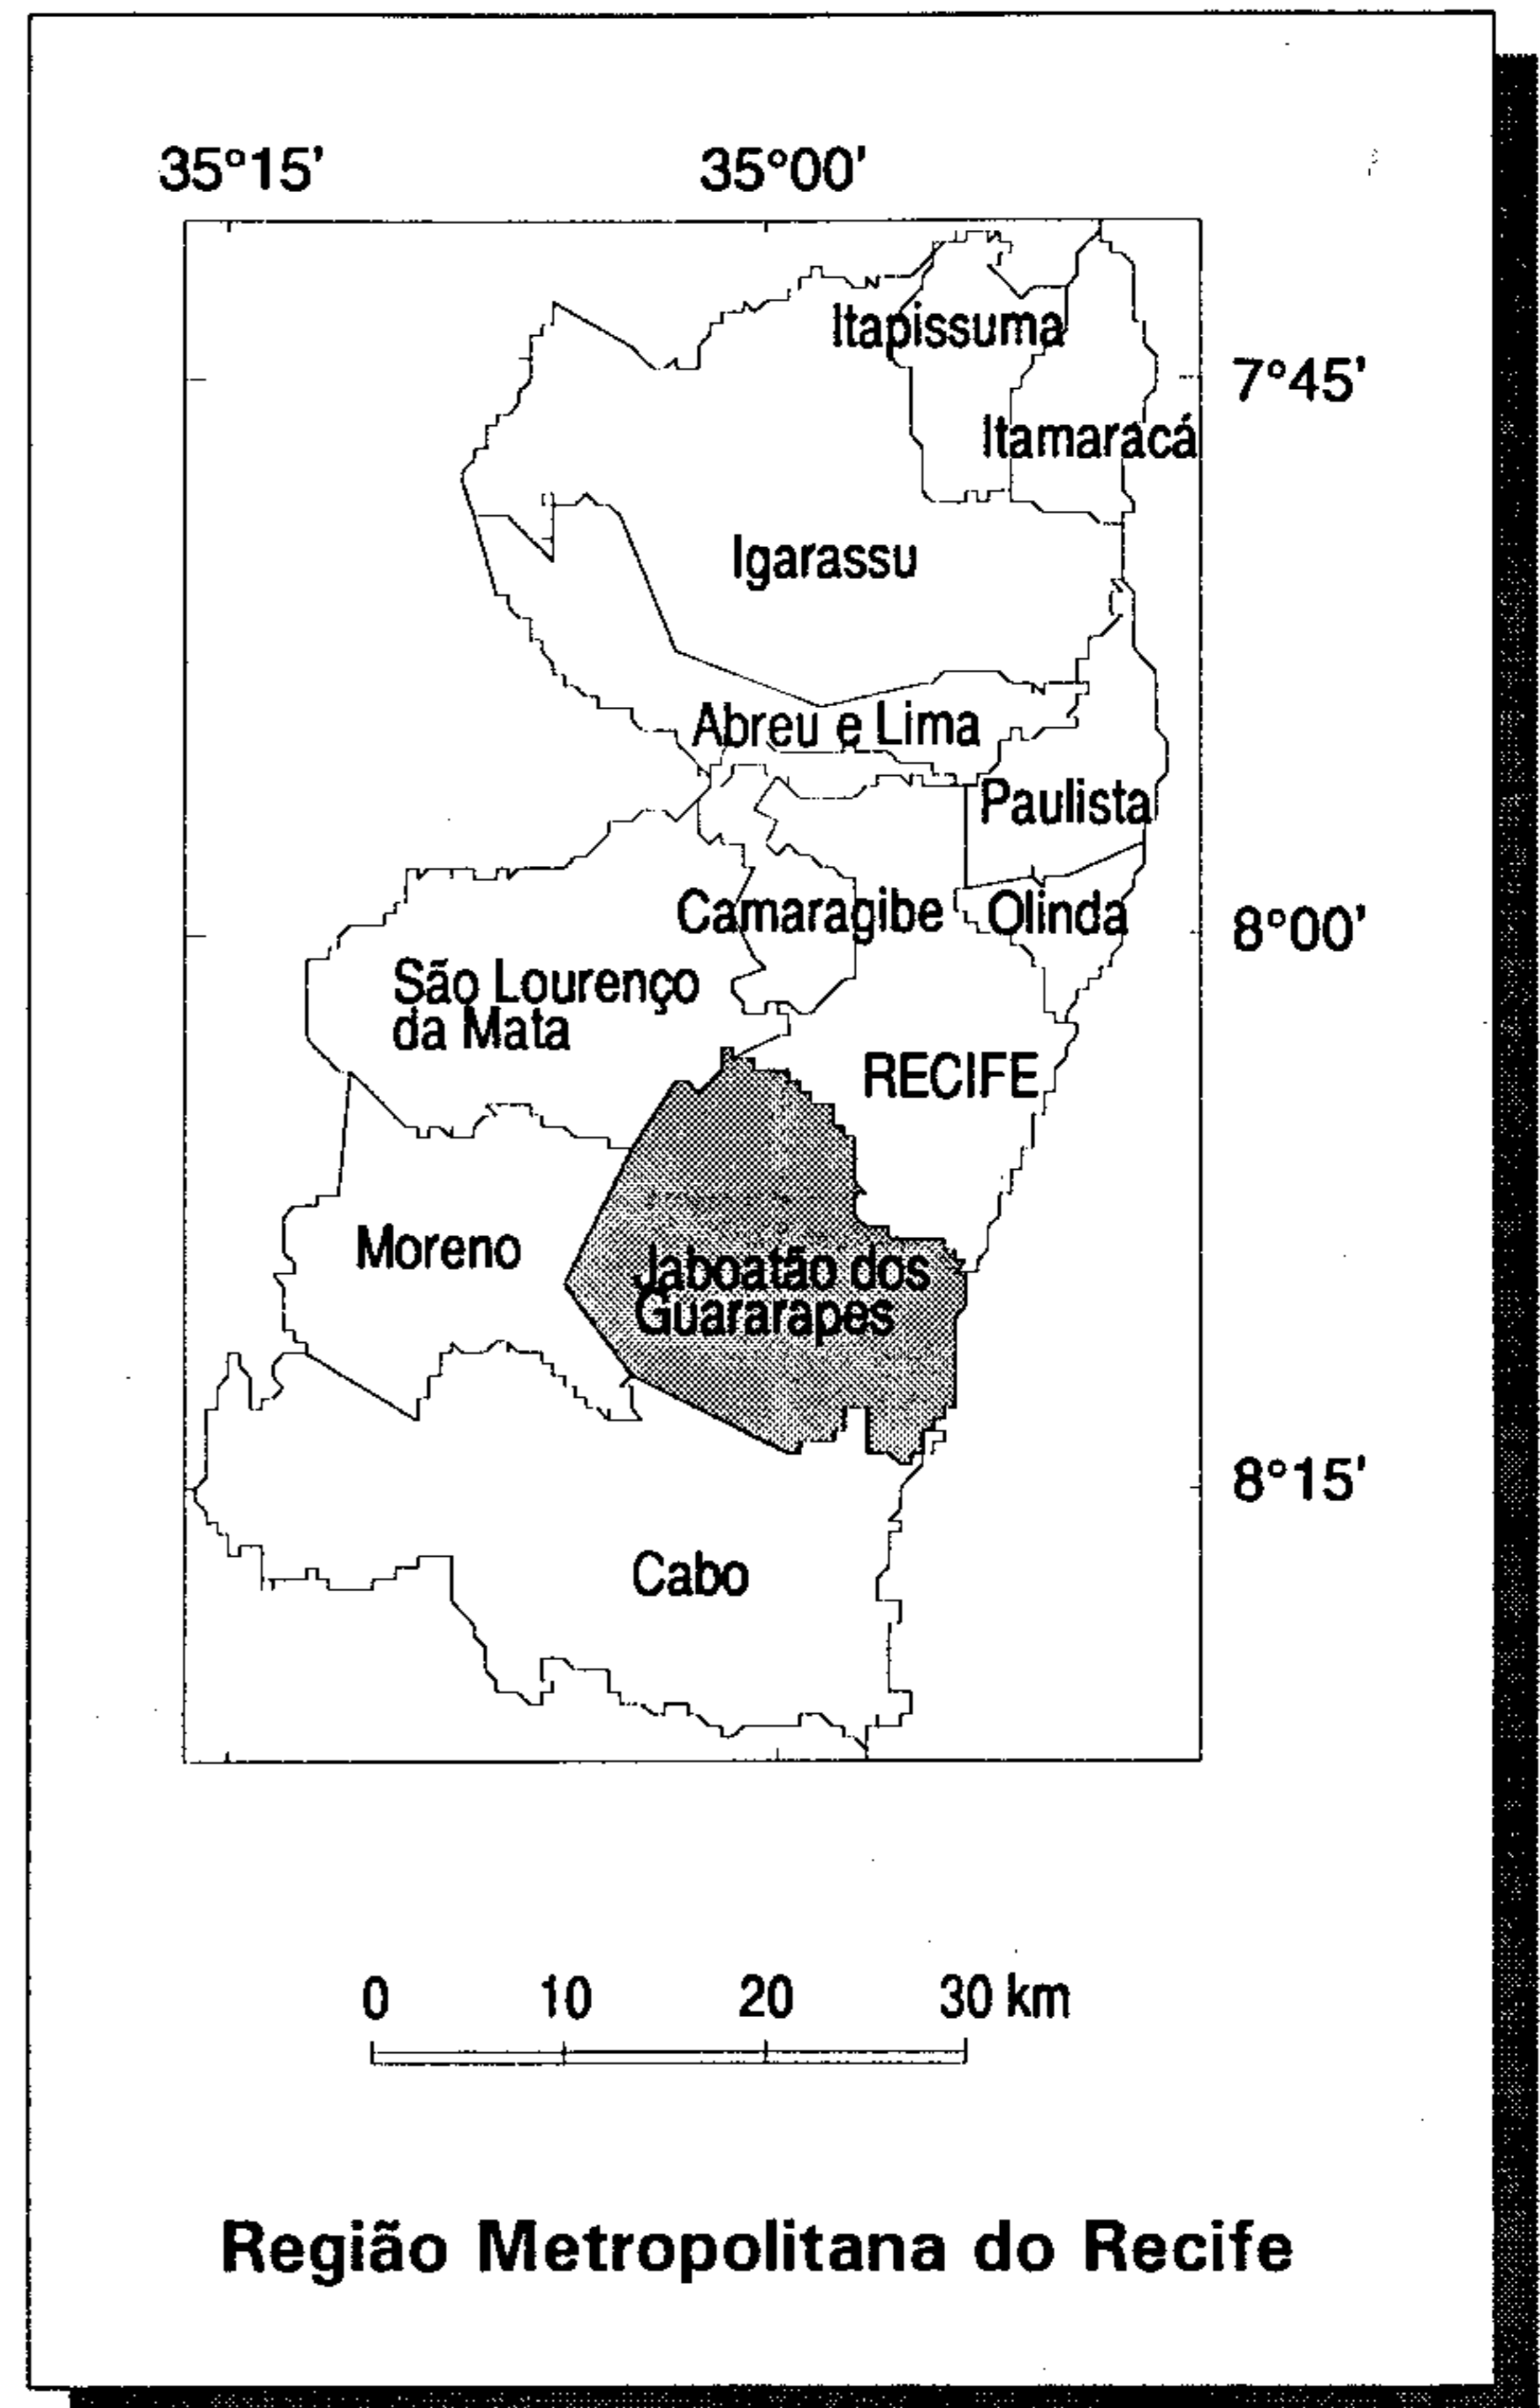 35°15' 35°00'
Itapissuma
7°45'
Itamaracá
Igarassu
Abreu e Lima
Paulista
Camaragibe
Olinda
8°00'
São Lourenço
da Mata
RECIFE
Moreno
Jaboatão dos
Guararapes
8°15'
Cabo
0 10 20 30 km
Região Metropolitana do Recife